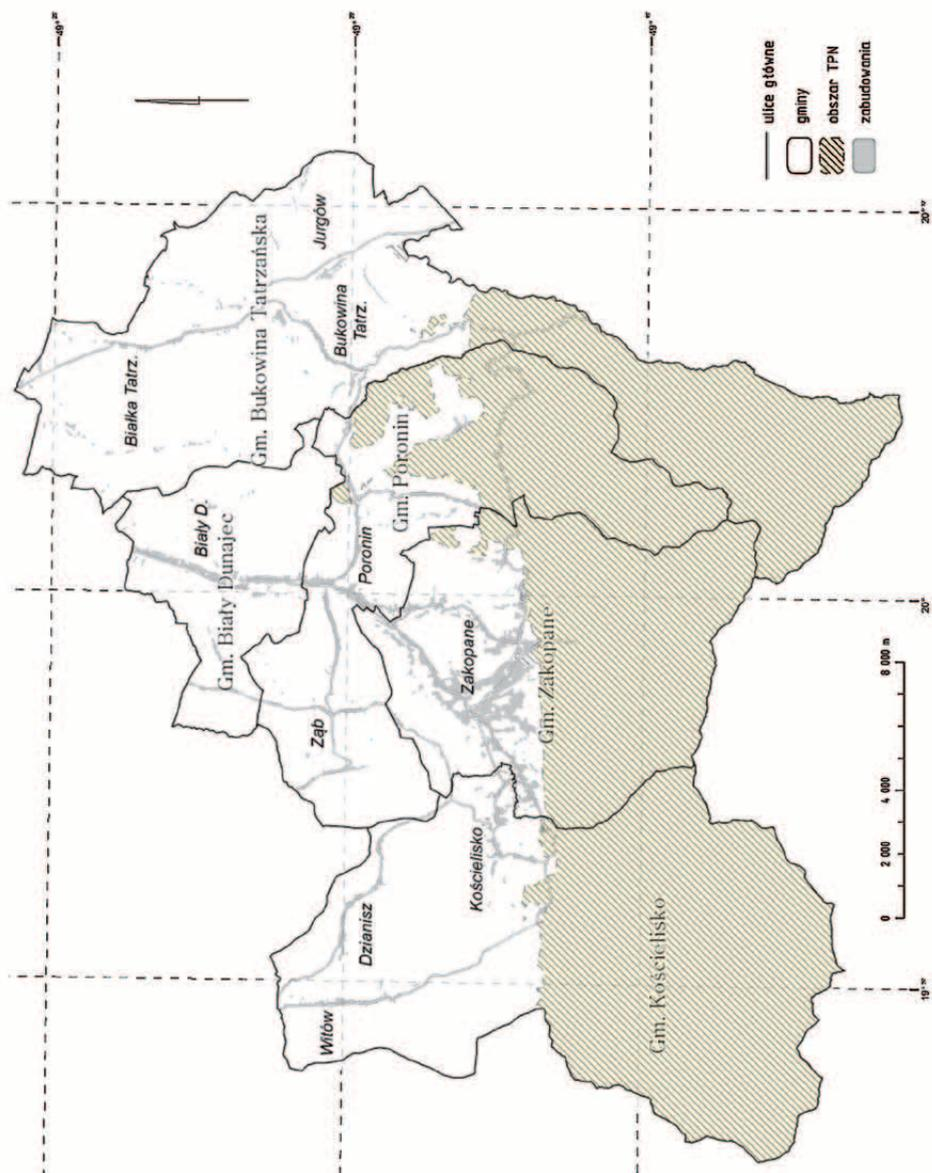 Białka Tatrz.
Gm. Bukowina Tatrzańska
Jurgów
Bukowina
Tatrz.
Biały D.
Gm. Biały Dunajec
Poronin
Gm. Poronin
Ząb
Zakopane
Gm. Zakopane
Witów
Dzianisz
Kościelisko
Gm. Kościelisko
ulice główne
gminy
obszar TPN
zabudowania
0 2 000 4 000 8 000 m
20°